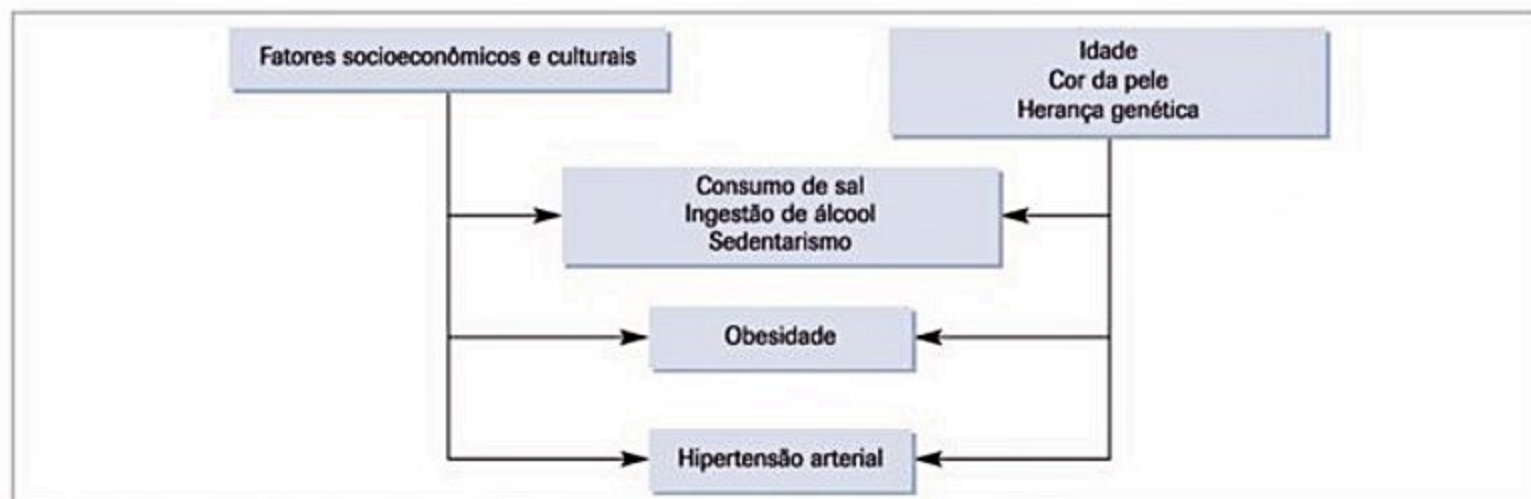 Fatores socioeconômicos e culturais
Idade
Cor da pele
Herança genética
Consumo de sal
Ingestão de álcool
Sedentarismo
Obesidade
Hipertensão arterial